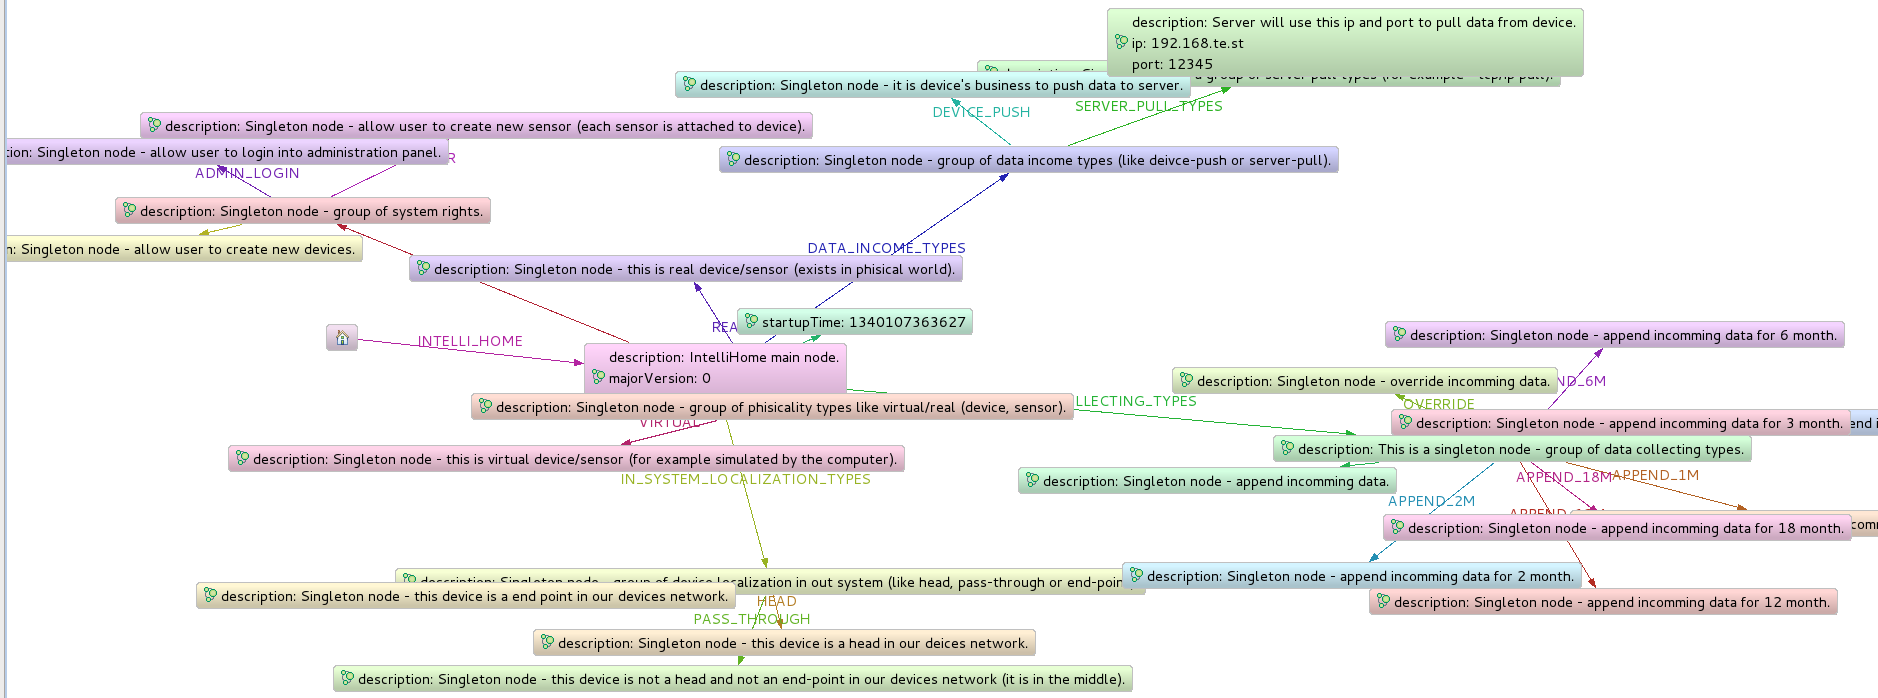 description: Server will use this ip and port to pull data from device.
ip: 192.168.te.st
port: 12345
a group of server pull types (for example - tcp/ip pull).
description: Singleton node - it is device's business to push data to server.
DEVICE_PUSH
SERVER_PULL_TYPES
description: Singleton node - allow user to create new sensor (each sensor is attached to device).
tion: Singleton node - allow user to login into administration panel.
R
ADMIN_LOGIN
description: Singleton node - group of data income types (like deivce-push or server-pull).
description: Singleton node - group of system rights.
n: Singleton node - allow user to create new devices.
DATA_INCOME_TYPES
description: Singleton node - this is real device/sensor (exists in phisical world).
REA
startupTime: 1340107363627
INTELLI_HOME
description: IntelliHome main node.
majorVersion: 0
description: Singleton node - append incomming data for 6 month.
description: Singleton node - override incomming data.
ND_6M
LLECTING_TYPES
OVERRIDE
description: Singleton node - group of phisicality types like virtual/real (device, sensor).
VIRTUAL
description: Singleton node - append incomming data for 3 month.
end i
description: This is a singleton node - group of data collecting types.
description: Singleton node - this is virtual device/sensor (for example simulated by the computer).
IN_SYSTEM_LOCALIZATION_TYPES
description: Singleton node - append incomming data.
APPEND_18M
APPEND_1M
APPEND_2M
APPEND_
description: Singleton node - append incomming data for 18 month.
comm
description: Singleton node - append incomming data for 2 month.
description: Singleton node - group of device localization in out system (like head, pass-through or end-poin
description: Singleton node - this device is a end point in our devices network.
HEAD
description: Singleton node - append incomming data for 12 month.
PASS_THROUGH
description: Singleton node - this device is a head in our deices network.
description: Singleton node - this device is not a head and not an end-point in our devices network (it is in the middle).